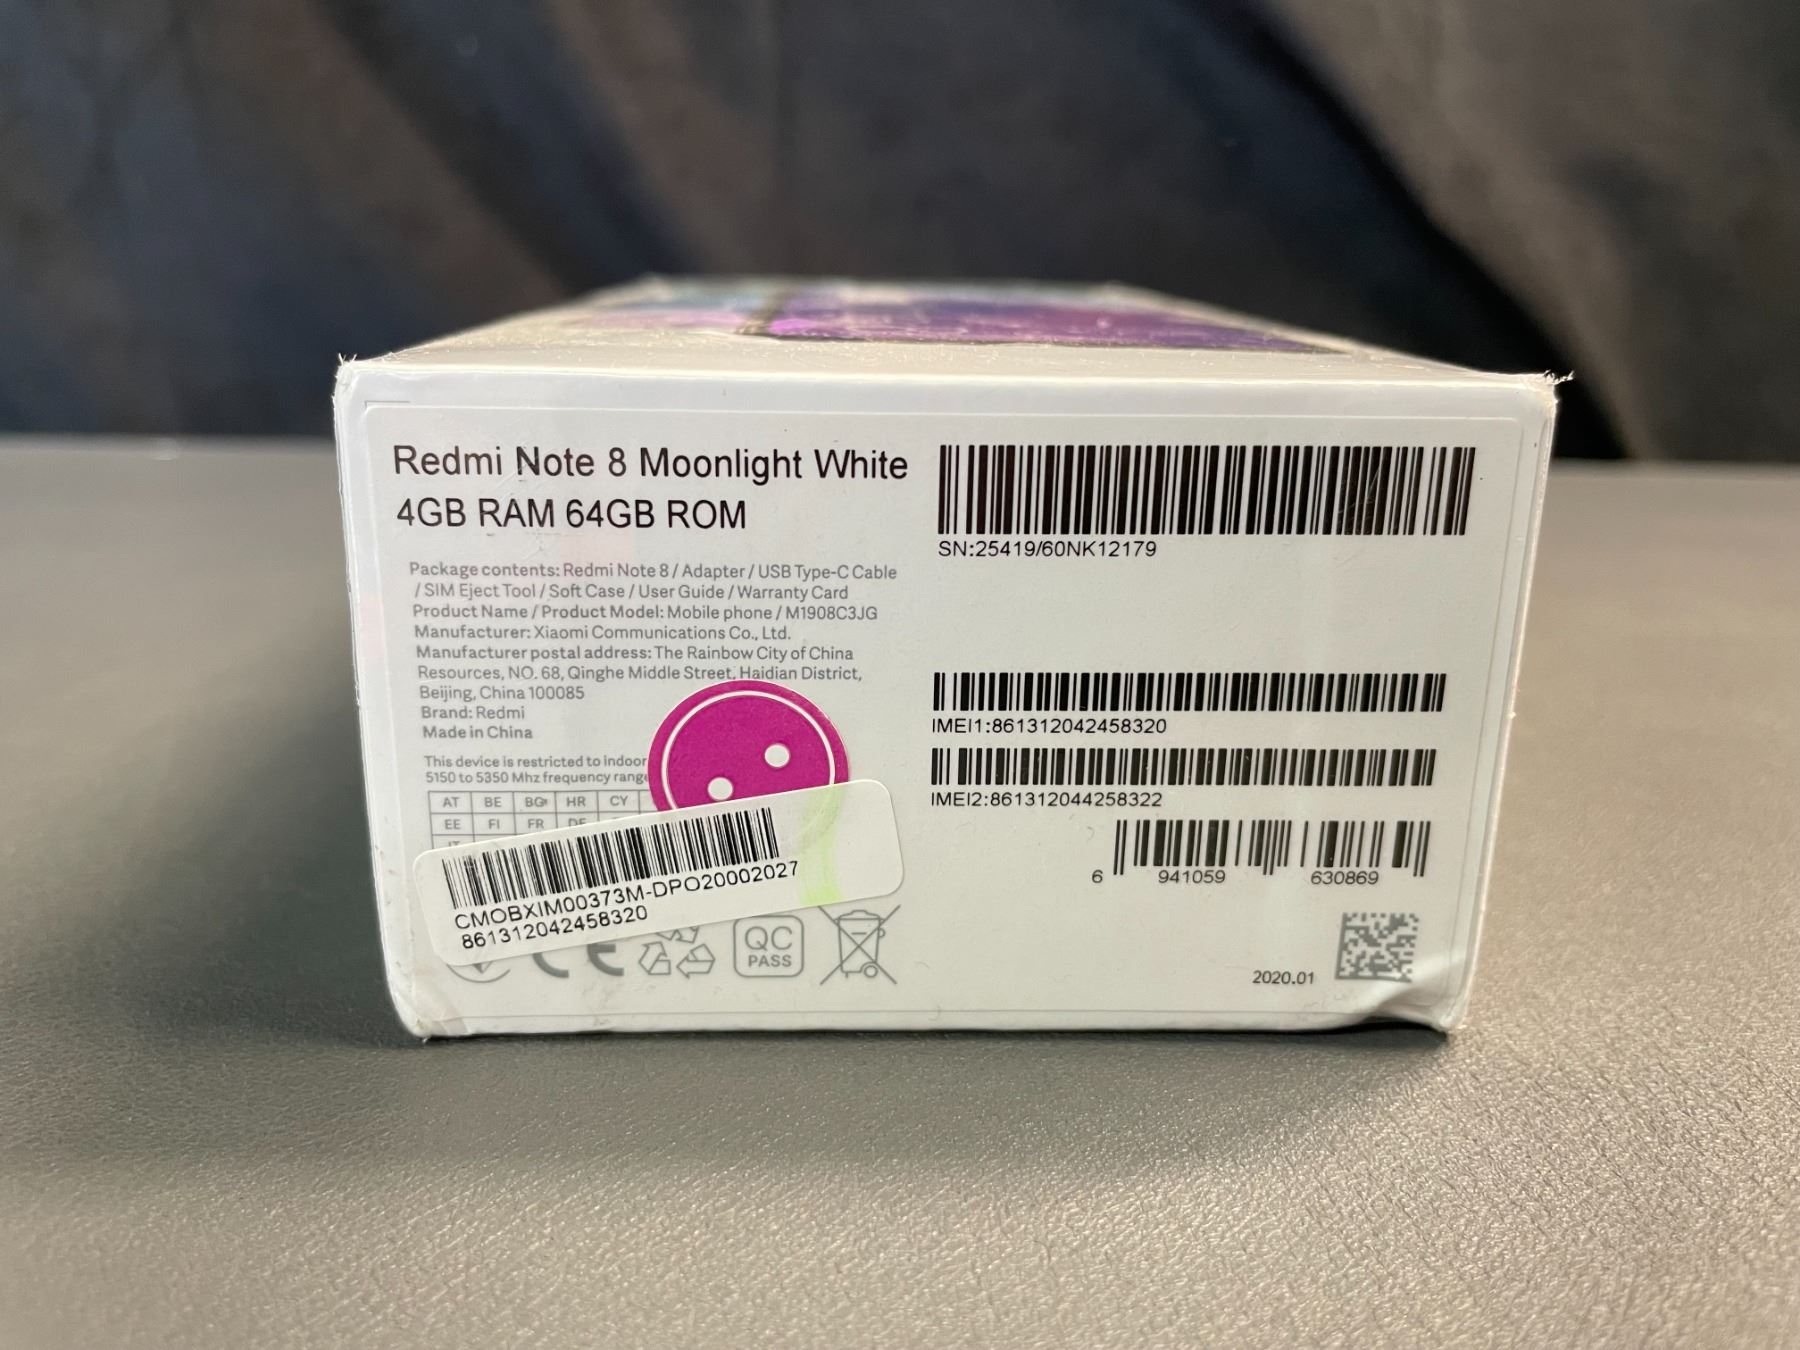 Redmi Note 8 Moonlight White
4GB RAM 64GB ROM
Package contents: Redmi Note 8 / Adapter / USB Type-C Cable
/ SIM Eject Tool / Soft Case / User Guide / Warranty Card
Product Name / Product Model: Mobile phone / M1908C3JG
Manufacturer: Xiaomi Communications Co., Ltd.
Manufacturer postal address: The Rainbow City of China
Resources, NO. 68, Qinghe Middle Street, Haidian District,
Beijing, China 100085
Brand: Redmi
Made in China
This device is restricted to indoor
5150 to 5350 Mhz frequency range
AT BE BG HR CY
EE FI FR DE
IT
CMOBXIM00373M-DPO20002027
861312042458320
CE
QC
PASS
SN:25419/60NK12179
IMEI1:861312042458320
IMEI2:861312044258322
6 941059 630869
2020.01